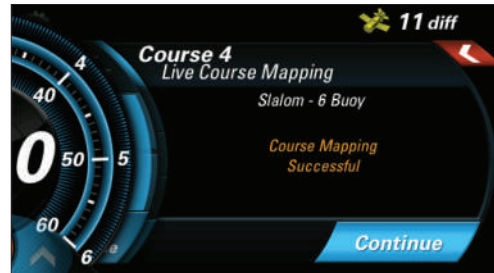 11 diff
Course 4
Live Course Mapping
Slalom - 6 Buoy
Course Mapping
Successful
4
40
0
50
5
60
6
e
Continue